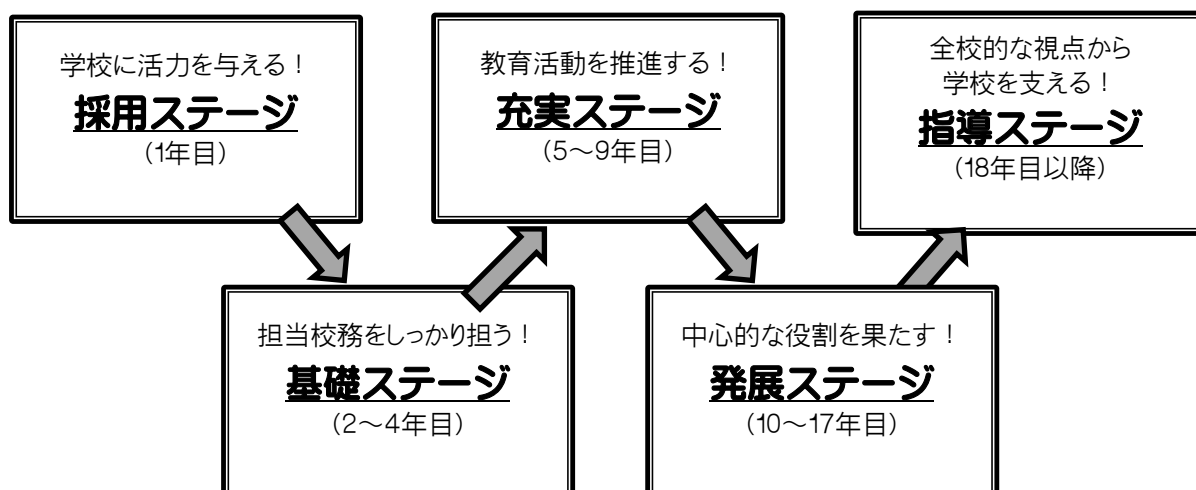 学校に活力を与える！
採用ステージ
（1年目）
担当校務をしっかり担う！
基礎ステージ
（2～4年目）
教育活動を推進する！
充実ステージ
（5～9年目）
中心的な役割を果たす！
発展ステージ
（10～17年目）
全校的な視点から
学校を支える！
指導ステージ
（18年目以降）